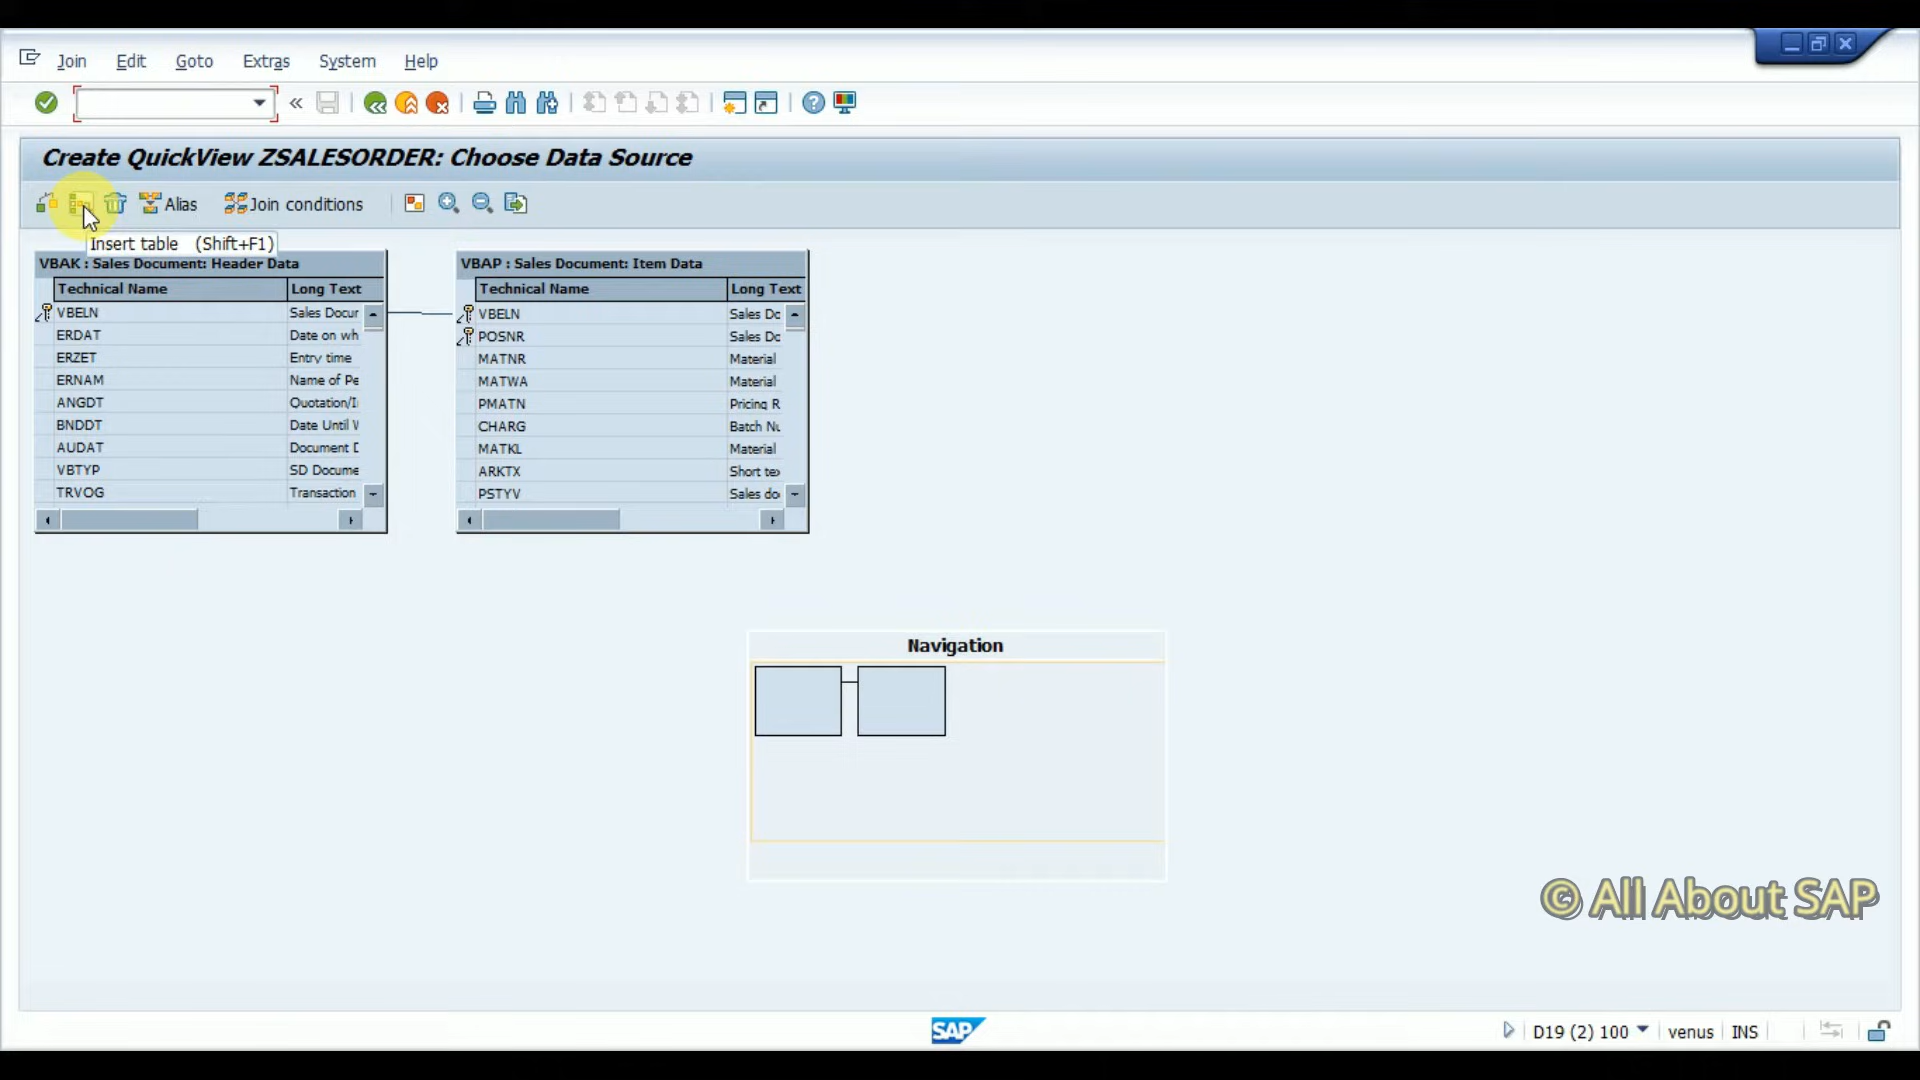 Join Edit Goto Extras System Help
Create QuickView ZSALESORDER: Choose Data Source
Alias Join conditions
Insert table (Shift+F1)
VBAK : Sales Document: Header Data
Technical Name Long Text
VBELN Sales Docur
ERDAT Date on wh
ERZET Entry time
ERNAM Name of Pe
ANGDT Quotation/I
BNDDT Date Until V
AUDAT Document D
VBTYP SD Docume
TRVOG Transaction
VBAP : Sales Document: Item Data
Technical Name Long Text
VBELN Sales Do
POSNR Sales Do
MATNR Material
MATWA Material
PMATN Pricing R
CHARG Batch Nu
MATKL Material
ARKTX Short tex
PSTYV Sales do
Navigation
© All About SAP
SAP
D19 (2) 100 venus INS